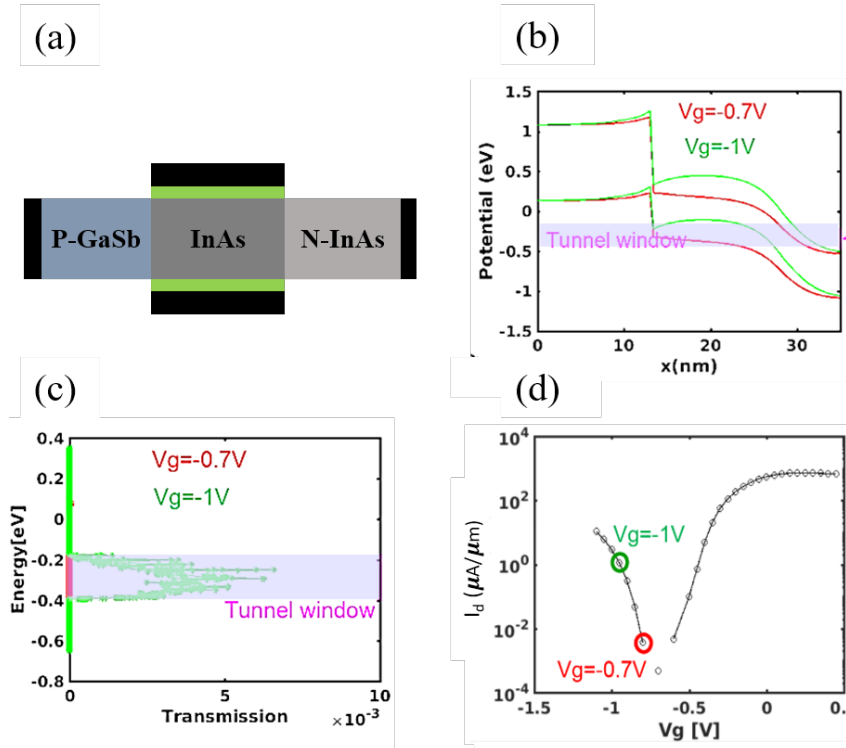 (a)
P-GaSb
InAs
N-InAs
(b)
1.5
1
0.5
0
-0.5
-1
-1.5
Potential (eV)
Vg=-0.7V
Vg=-1V
Tunnel window
0
10
20
30
x(nm)
(c)
0.4
0.2
0
-0.2
-0.4
-0.6
-0.8
Energy[eV]
Vg=-0.7V
Vg=-1V
Tunnel window
0
5
10
Transmission
×10⁻³
(d)
10⁴
10²
10⁰
10⁻²
10⁻⁴
I_d (μA/μm)
Vg=-1V
Vg=-0.7V
-1.5
-1
-0.5
0
0.
Vg [V]